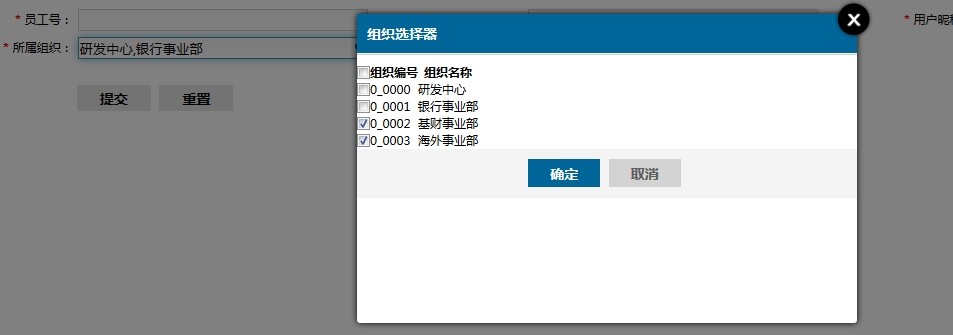 * 员工号：
* 用户昵称
* 所属组织：
研发中心,银行事业部
提交 重置
组织选择器
组织编号 组织名称
0_0000 研发中心
0_0001 银行事业部
0_0002 基财事业部
0_0003 海外事业部
确定 取消